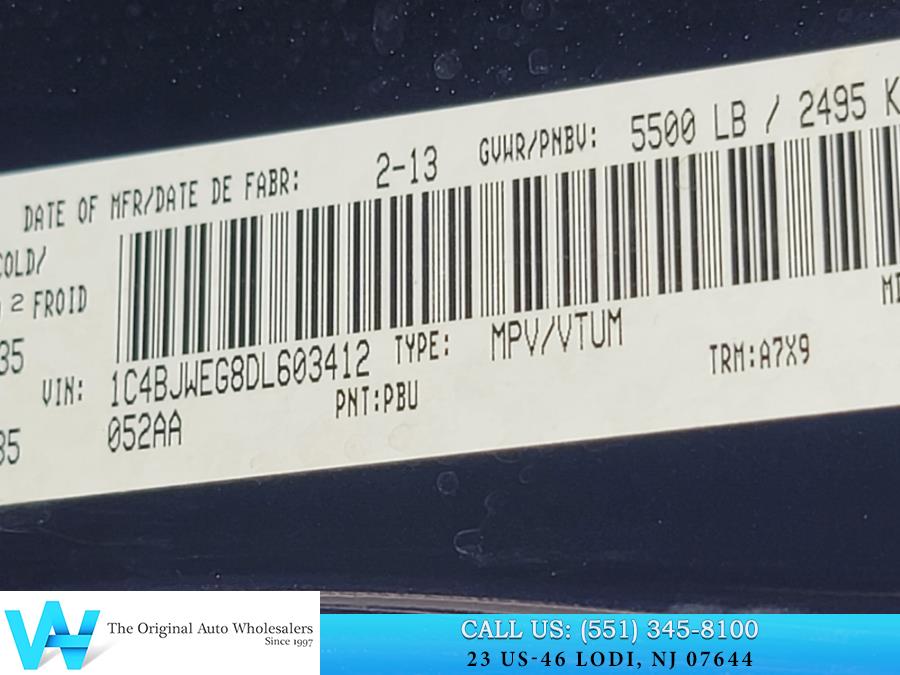 DATE OF MFR/DATE DE FABR: 2-13 GVWR/PNBV: 5500 LB / 2495 K
COLD/
2 FROID
35
VIN: 1C4BJWEG8DL603412 TYPE: MPV/VTUM
052AA PNT:PBU TRM:A7X9
35
The Original Auto Wholesalers
Since 1997
CALL US: (551) 345-8100
23 US-46 LODI, NJ 07644